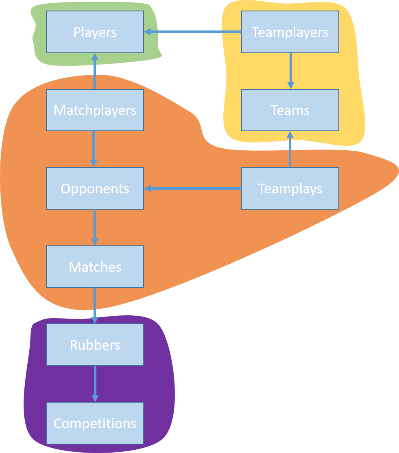 Players
Teamplayers
Matchplayers
Teams
Opponents
Teamplays
Matches
Rubbers
Competitions